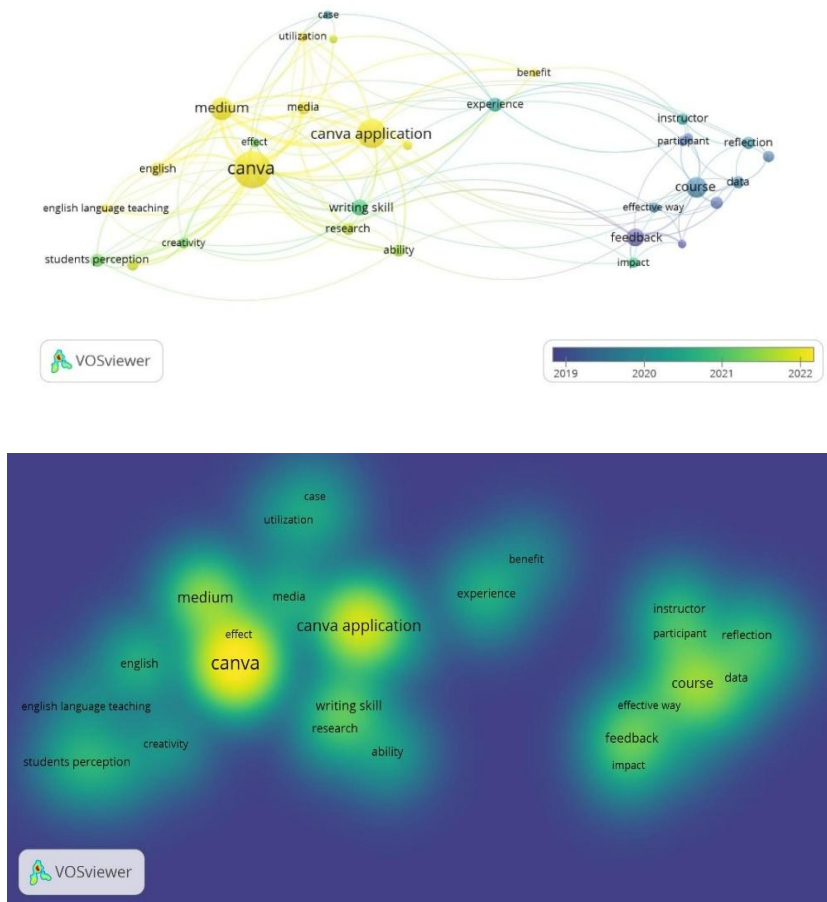 case
utilization
benefit
medium
media
experience
instructor
canva application
participant
reflection
effect
canva
english
data
course
english language teaching
writing skill
effective way
research
feedback
creativity
ability
students perception
impact
VOSviewer
2019 2020 2021 2022
case
utilization
benefit
medium
media
experience
instructor
canva application
effect
participant
reflection
canva
english
data
course
english language teaching
writing skill
effective way
research
feedback
creativity
ability
students perception
impact
VOSviewer